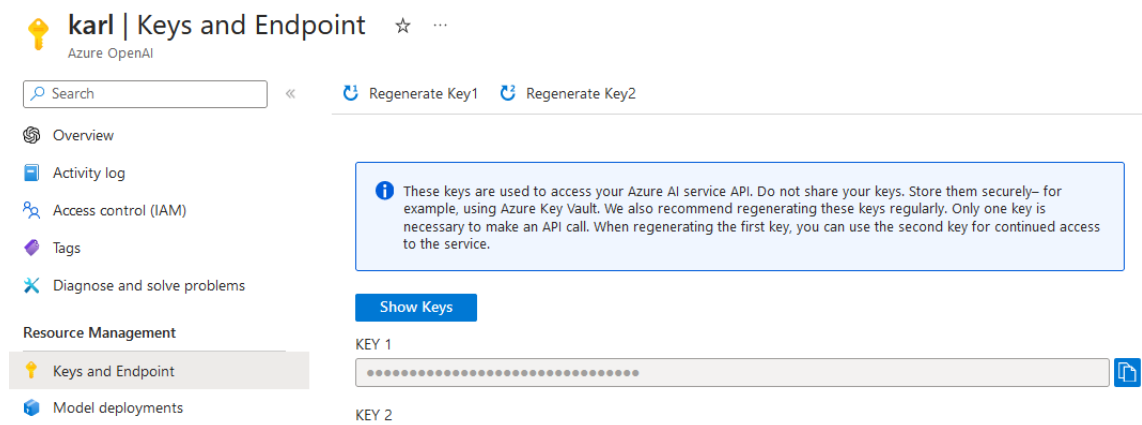 karl | Keys and Endpoint
Azure OpenAI
Search
Overview
Activity log
Access control (IAM)
Tags
Diagnose and solve problems
Resource Management
Keys and Endpoint
Model deployments
Regenerate Key1 Regenerate Key2
These keys are used to access your Azure AI service API. Do not share your keys. Store them securely– for
example, using Azure Key Vault. We also recommend regenerating these keys regularly. Only one key is
necessary to make an API call. When regenerating the first key, you can use the second key for continued access
to the service.
Show Keys
KEY 1
KEY 2